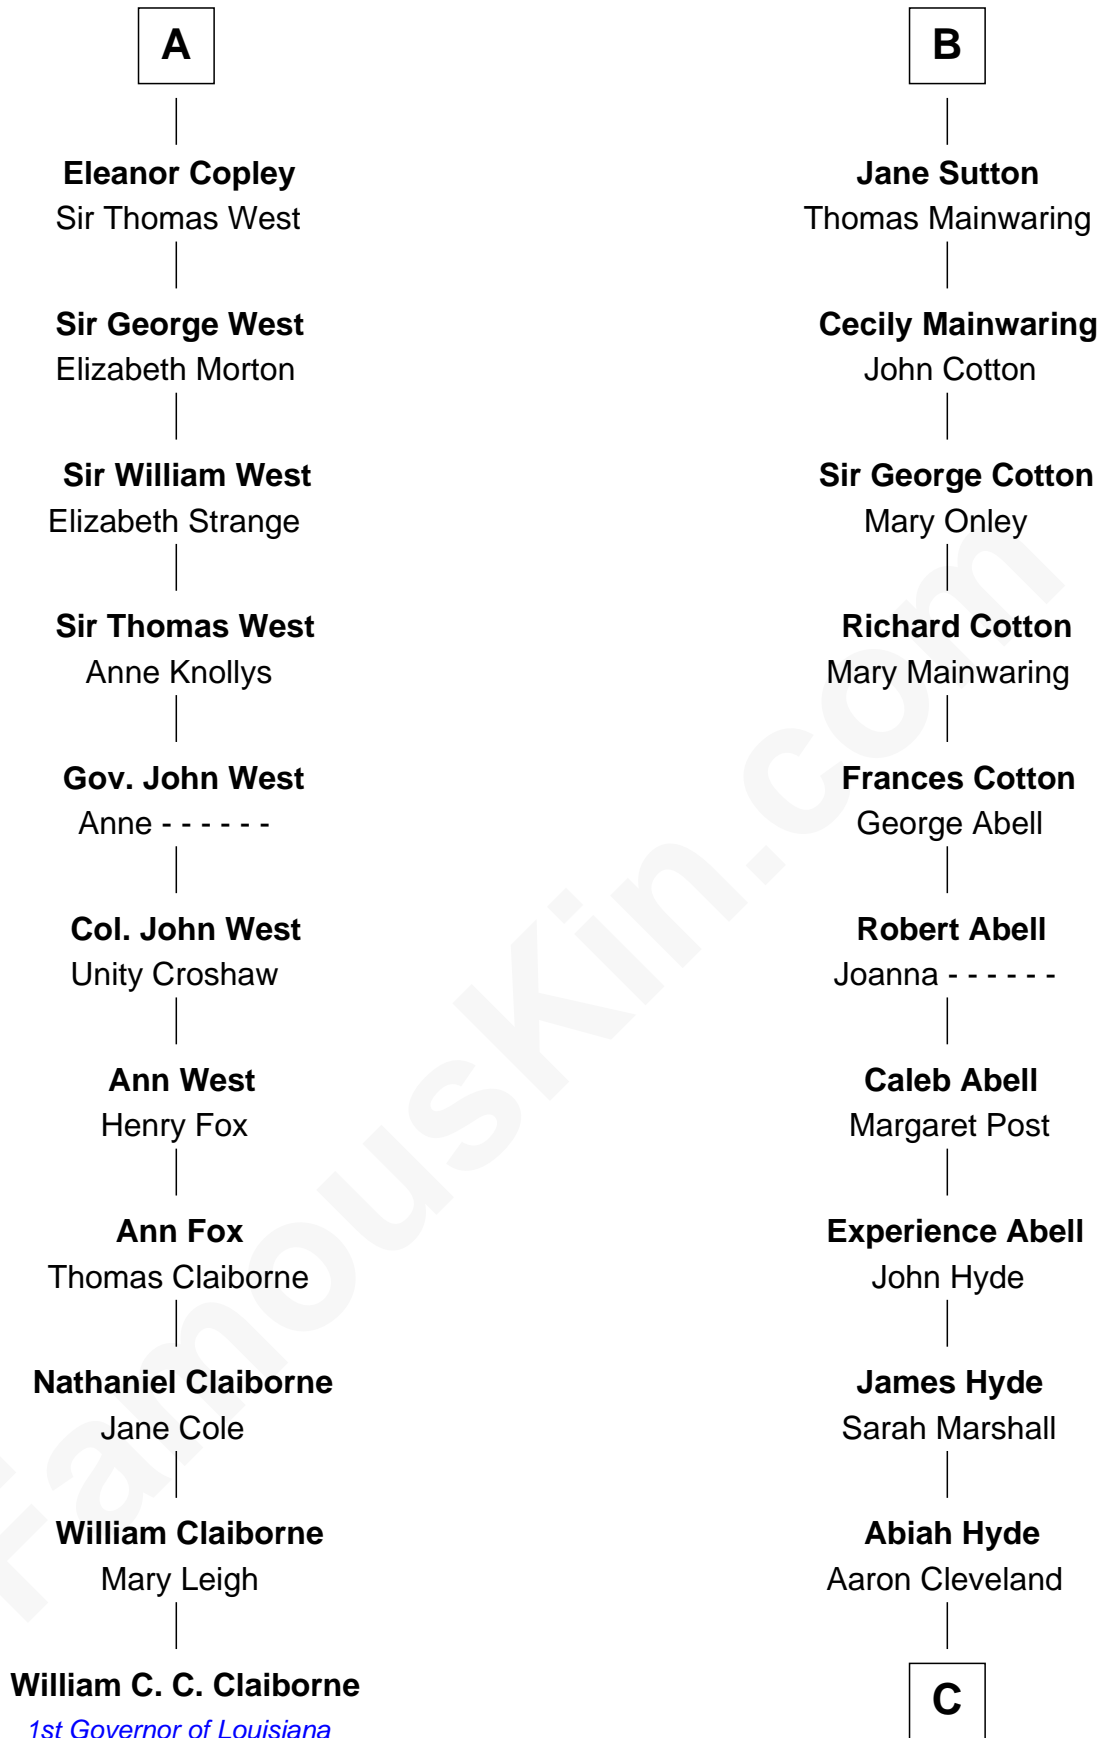 A
Eleanor Copley
Sir Thomas West
Sir George West
Elizabeth Morton
Sir William West
Elizabeth Strange
Sir Thomas West
Anne Knollys
Gov. John West
Anne - - - - - -
Col. John West
Unity Croshaw
Ann West
Henry Fox
Ann Fox
Thomas Claiborne
Nathaniel Claiborne
Jane Cole
William Claiborne
Mary Leigh
William C. C. Claiborne
1st Governor of Louisiana
B
Jane Sutton
Thomas Mainwaring
Cecily Mainwaring
John Cotton
Sir George Cotton
Mary Onley
Richard Cotton
Mary Mainwaring
Frances Cotton
George Abell
Robert Abell
Joanna - - - - - -
Caleb Abell
Margaret Post
Experience Abell
John Hyde
James Hyde
Sarah Marshall
Abiah Hyde
Aaron Cleveland
C
FamousKin.com